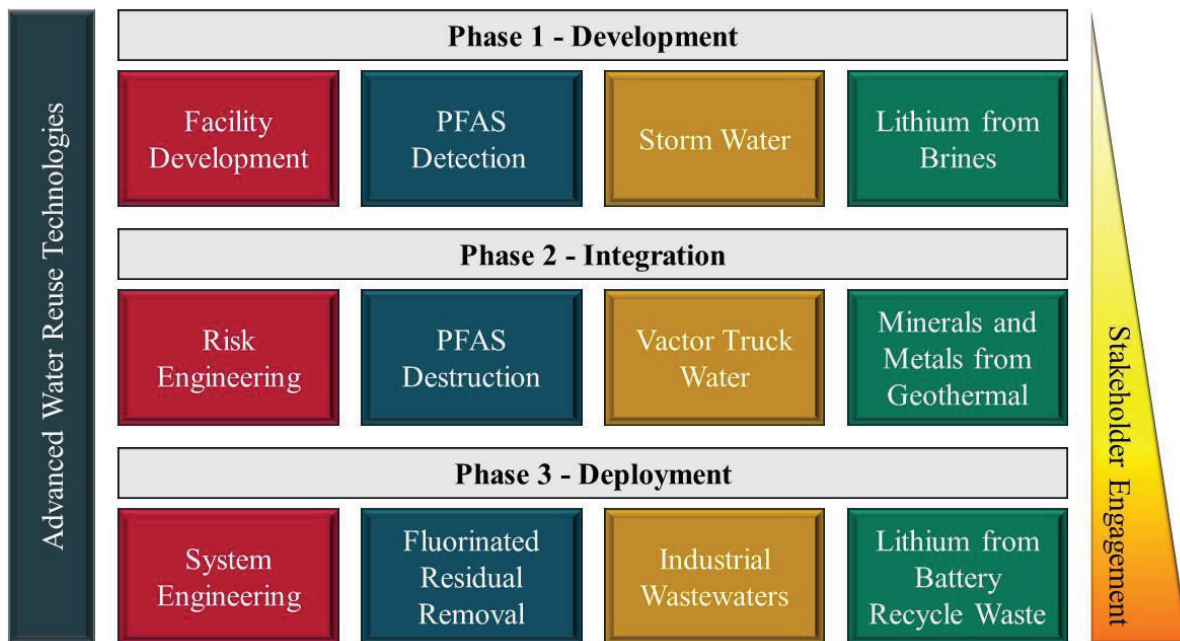 Advanced Water Reuse Technologies
Phase 1 - Development
Facility
Development
PFAS
Detection
Storm Water
Lithium from
Brines
Phase 2 - Integration
Risk
Engineering
PFAS
Destruction
Vactor Truck
Water
Minerals and
Metals from
Geothermal
Phase 3 - Deployment
System
Engineering
Fluorinated
Residual
Removal
Industrial
Wastewaters
Lithium from
Battery
Recycle Waste
Stakeholder Engagement